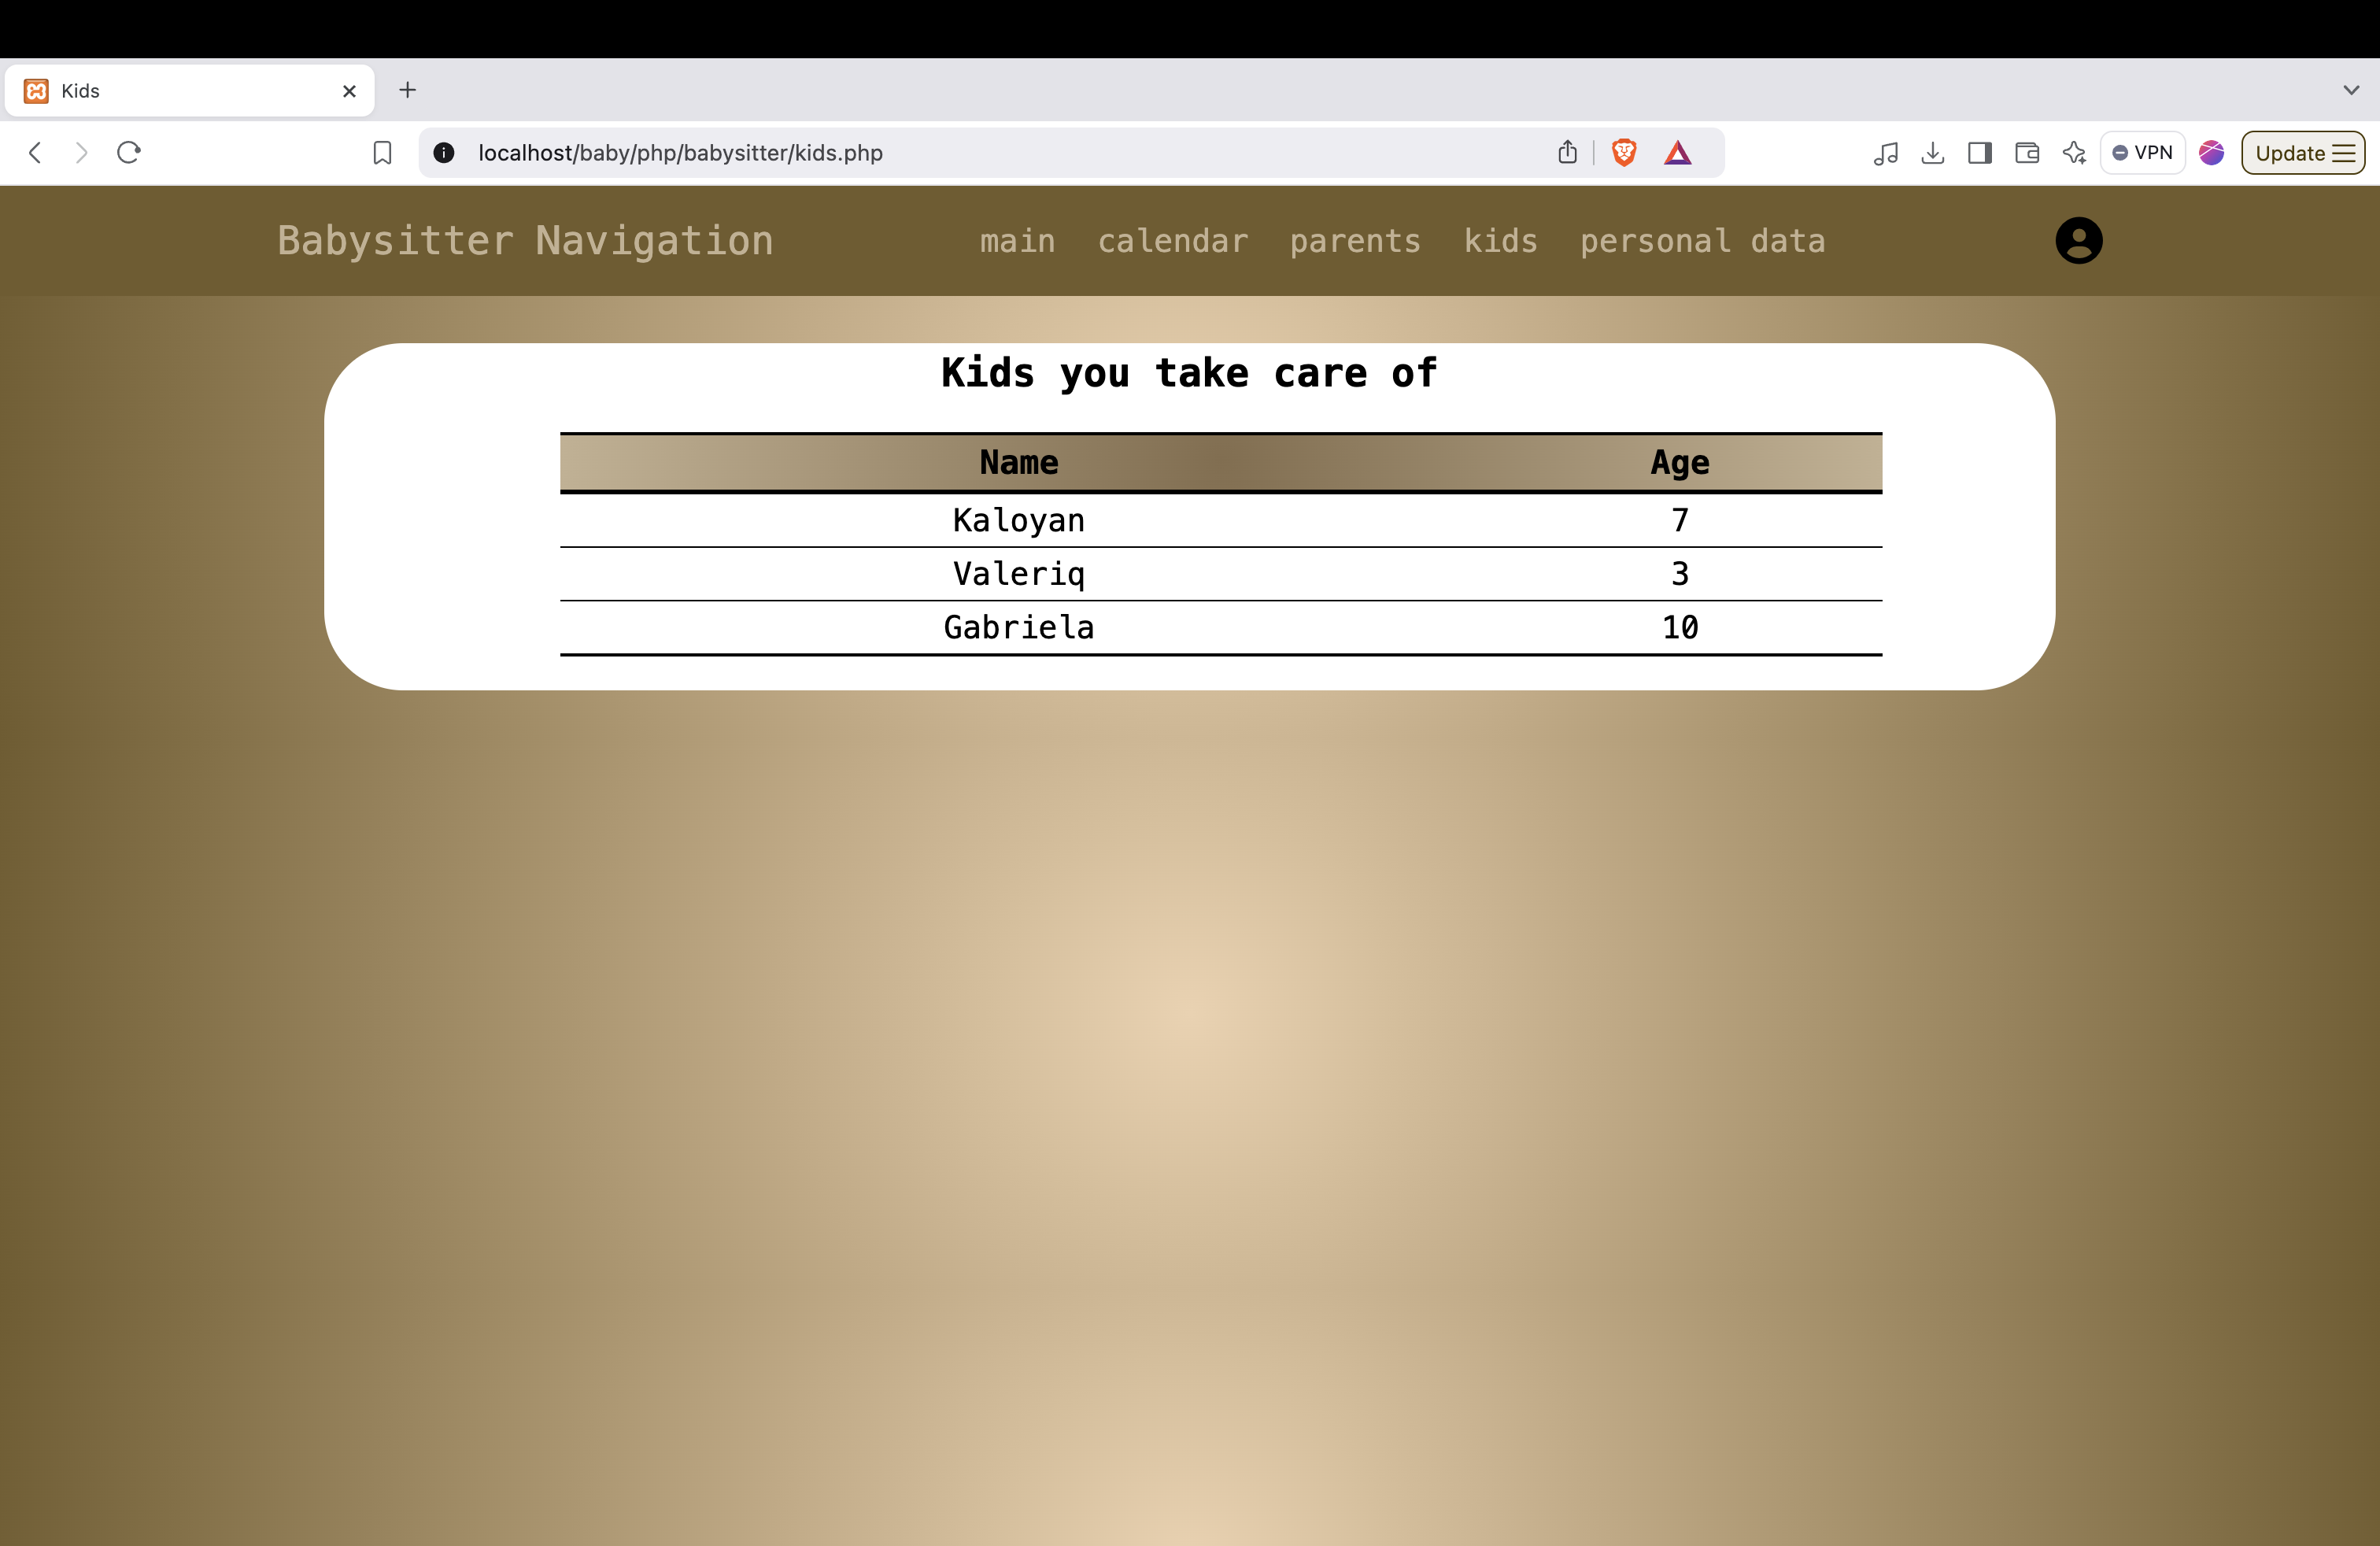 Kids
localhost/baby/php/babysitter/kids.php
VPN
Update
Babysitter Navigation main calendar parents kids personal data
Kids you take care of
Name Age
Kaloyan 7
Valeriq 3
Gabriela 10